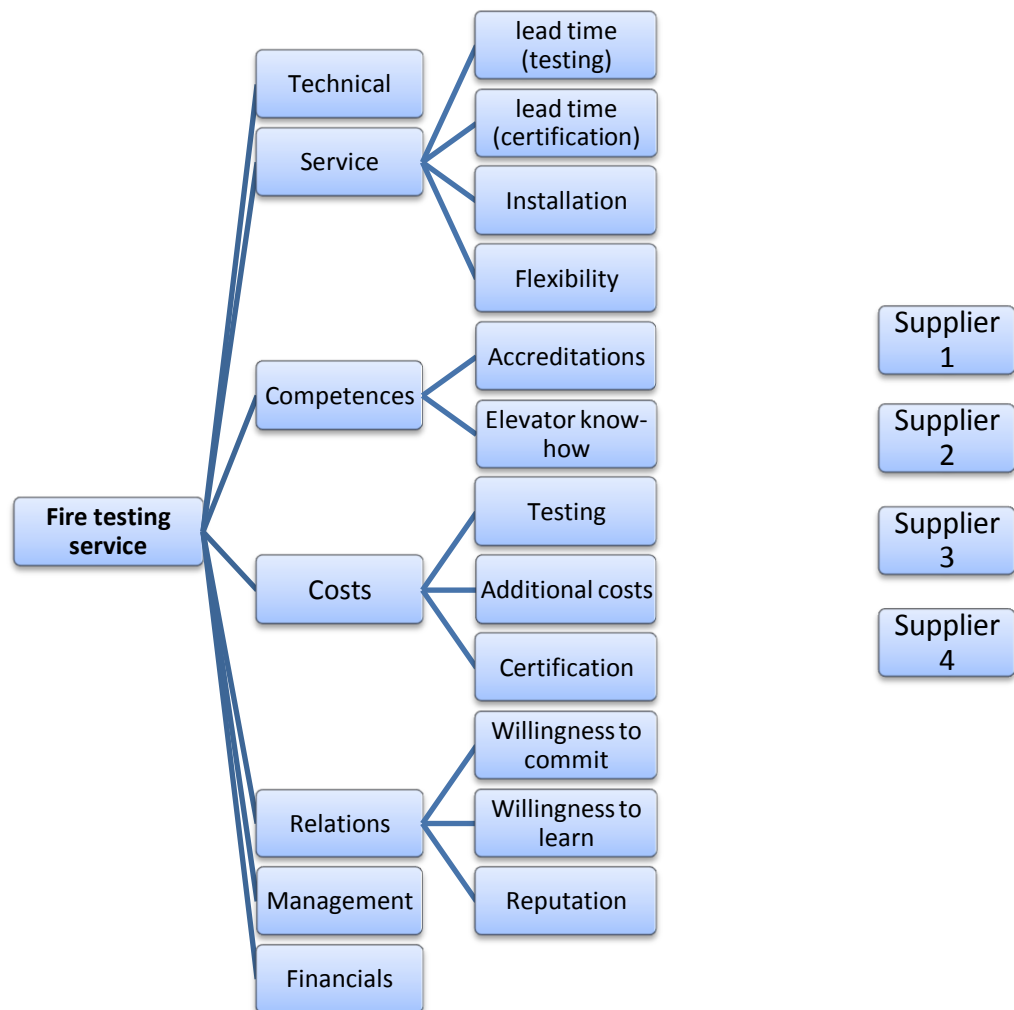 Fire testing
service
Technical
Service
Competences
Costs
Relations
Management
Financials
lead time
(testing)
lead time
(certification)
Installation
Flexibility
Accreditations
Elevator know-
how
Testing
Additional costs
Certification
Willingness to
commit
Willingness to
learn
Reputation
Supplier
1
Supplier
2
Supplier
3
Supplier
4